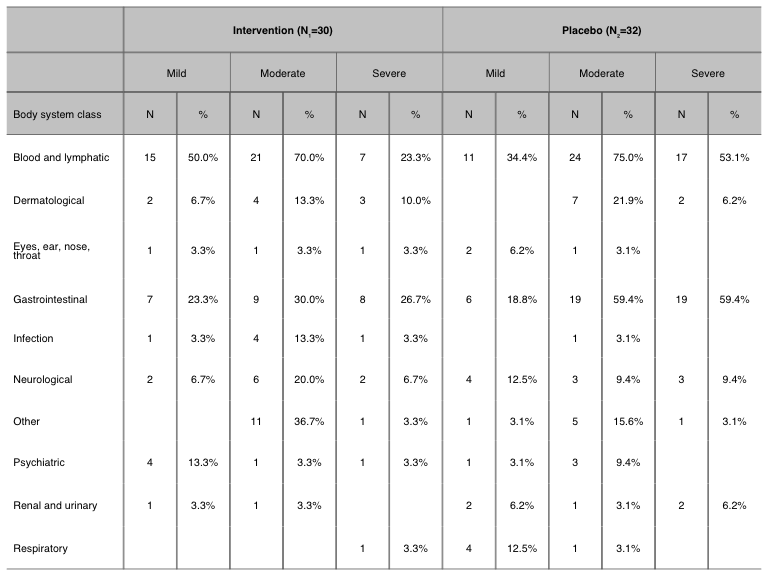 Intervention (N1=30) Placebo (N2=32)
Mild Moderate Severe Mild Moderate Severe
Body system class N % N % N % N % N % N %
Blood and lymphatic 15 50.0% 21 70.0% 7 23.3% 11 34.4% 24 75.0% 17 53.1%
Dermatological 2 6.7% 4 13.3% 3 10.0% 7 21.9% 2 6.2%
Eyes, ear, nose,
throat 1 3.3% 1 3.3% 1 3.3% 2 6.2% 1 3.1%
Gastrointestinal 7 23.3% 9 30.0% 8 26.7% 6 18.8% 19 59.4% 19 59.4%
Infection 1 3.3% 4 13.3% 1 3.3% 1 3.1%
Neurological 2 6.7% 6 20.0% 2 6.7% 4 12.5% 3 9.4% 3 9.4%
Other 11 36.7% 1 3.3% 1 3.1% 5 15.6% 1 3.1%
Psychiatric 4 13.3% 1 3.3% 1 3.3% 1 3.1% 3 9.4%
Renal and urinary 1 3.3% 1 3.3% 2 6.2% 1 3.1% 2 6.2%
Respiratory 1 3.3% 4 12.5% 1 3.1%